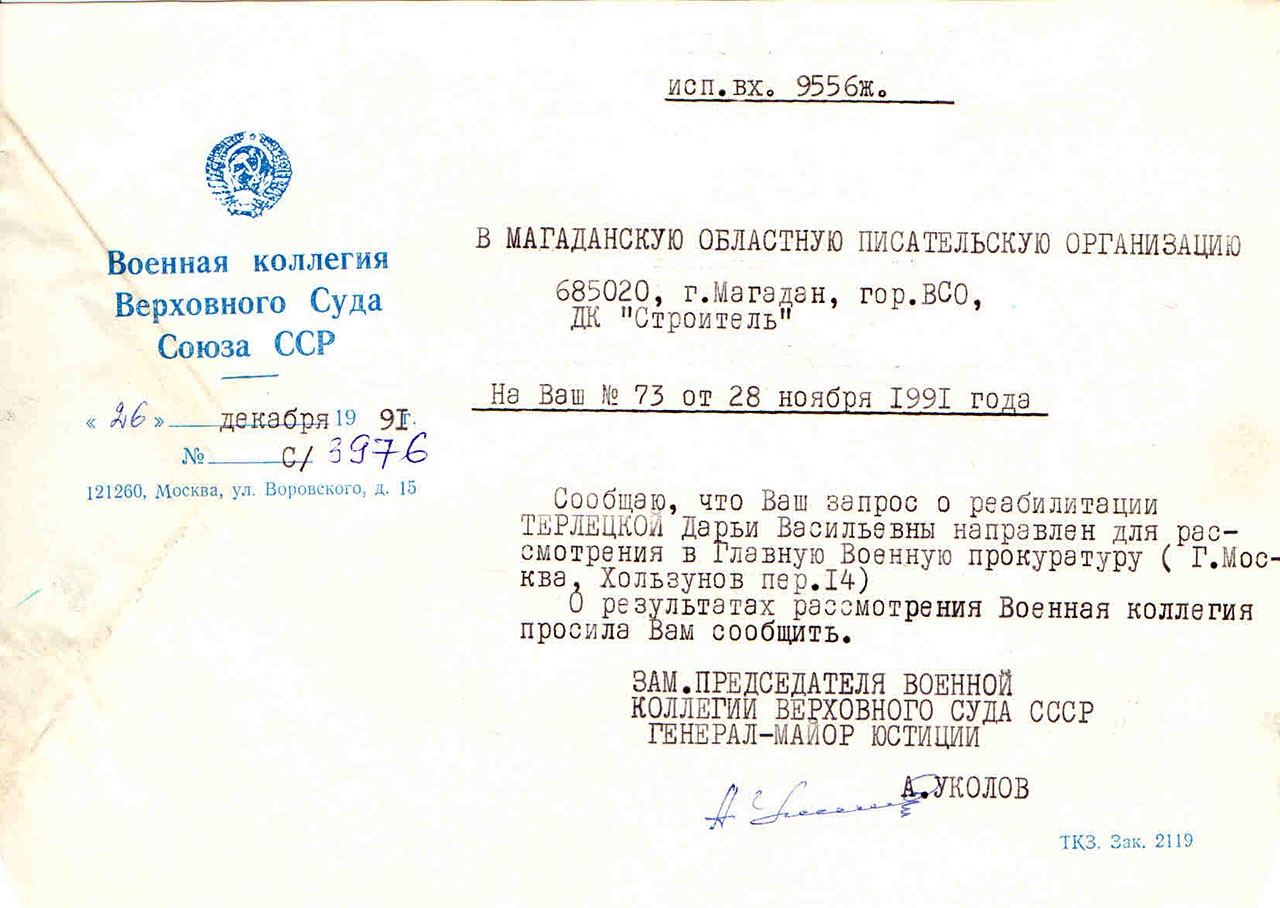 исп.вх. 9556ж.
Военная коллегия
Верховного Суда
Союза ССР
«26» декабря 19 91г.
№ С/ 3976
121260, Москва, ул. Воровского, д. 15
В МАГАДАНСКУЮ ОБЛАСТНУЮ ПИСАТЕЛЬСКУЮ ОРГАНИЗАЦИЮ
685020, г.Магадан, гор.ВСО,
ДК "Строитель"
На Ваш № 73 от 28 ноября 1991 года
Сообщаю, что Ваш запрос о реабилитации
ТЕРЛЕЦКОЙ Дарьи Васильевны направлен для рас-
смотрения в Главную Военную прокуратуру ( Г.Мос-
ква, Хользунов пер.14)
О результатах рассмотрения Военная коллегия
просила Вам сообщить.
ЗАМ.ПРЕДСЕДАТЕЛЯ ВОЕННОЙ
КОЛЛЕГИИ ВЕРХОВНОГО СУДА СССР
ГЕНЕРАЛ-МАЙОР ЮСТИЦИИ
А.УКОЛОВ
ТКЗ. Зак. 2119